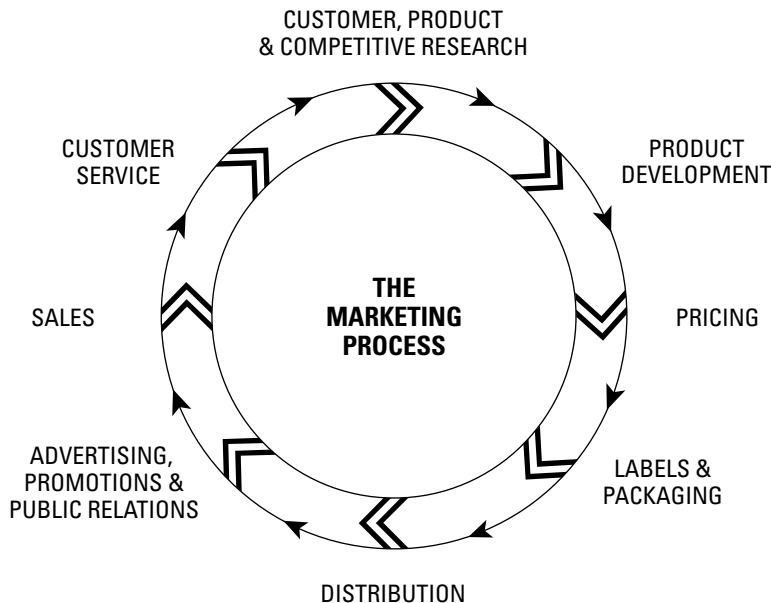 CUSTOMER, PRODUCT
& COMPETITIVE RESEARCH
PRODUCT
DEVELOPMENT
PRICING
LABELS &
PACKAGING
DISTRIBUTION
ADVERTISING,
PROMOTIONS &
PUBLIC RELATIONS
SALES
CUSTOMER
SERVICE
THE
MARKETING
PROCESS